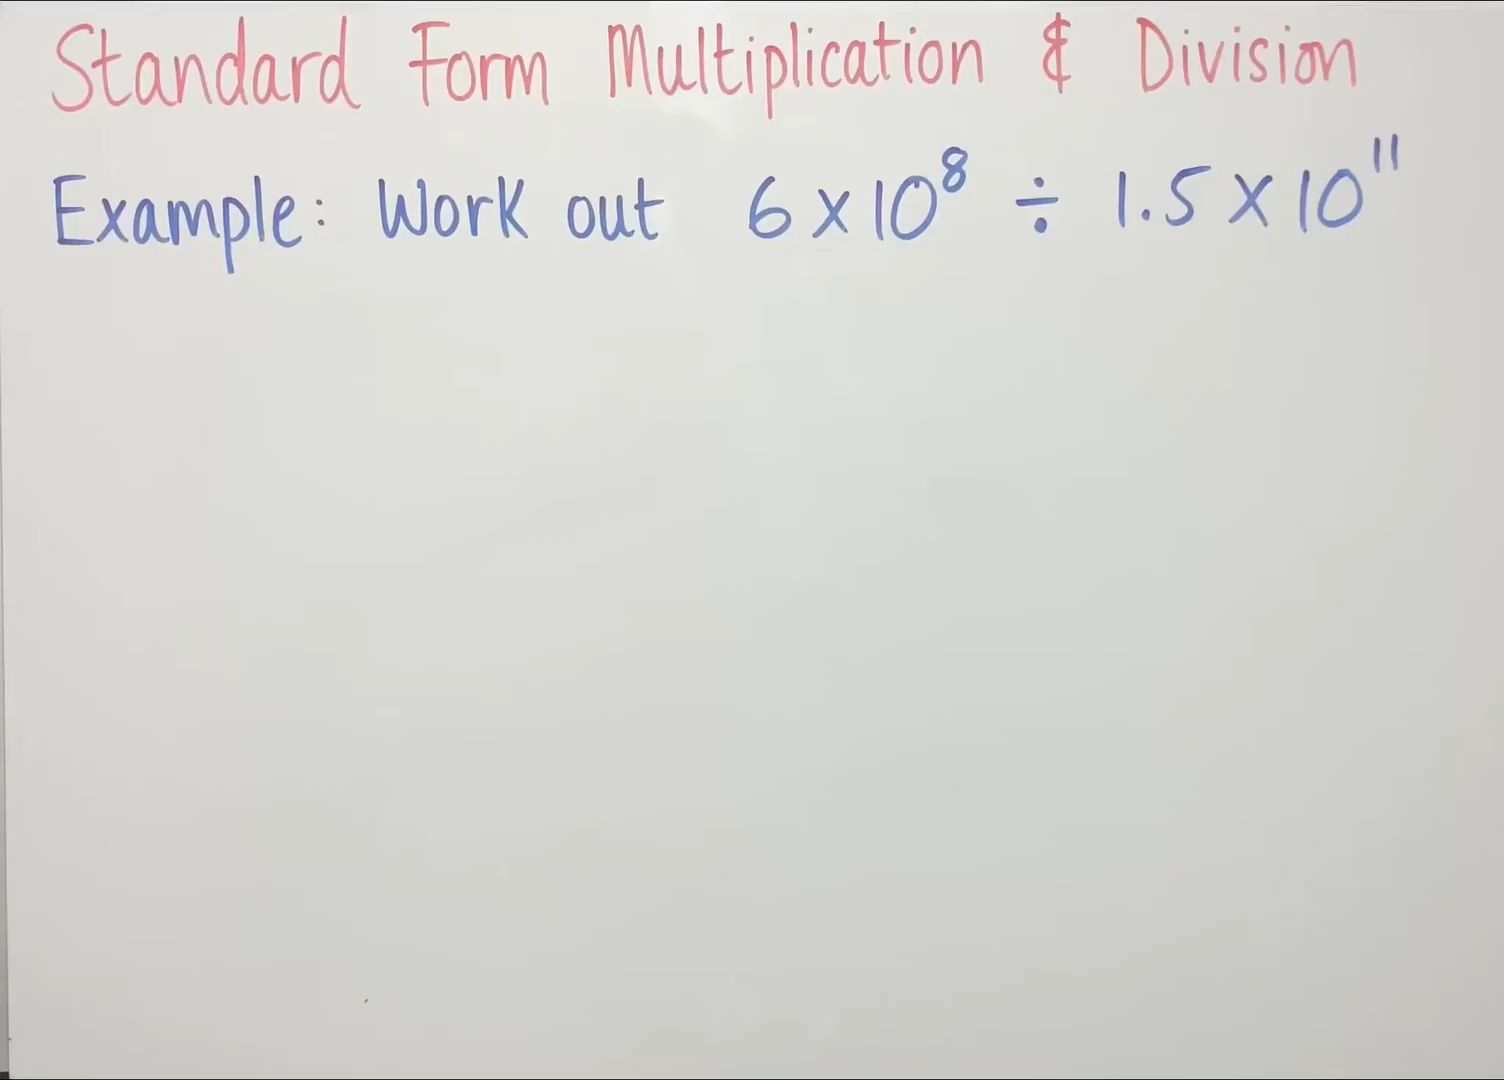 Standard Form Multiplication & Division
Example: Work out 6 × 10⁸ ÷ 1.5 × 10¹¹